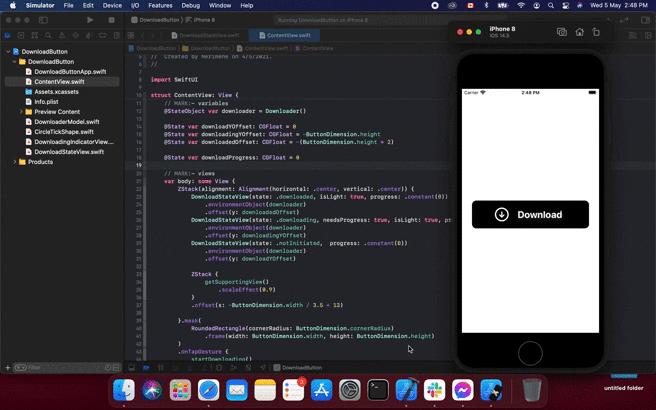 Simulator File Edit Device I/O Features Debug Window Help
Wed 5 May 2:48 PM
DownloadButton
iPhone 8
Running DownloadButton on iPhone 8
iPhone 8
iOS 14.5
DownloadStateView.swift
ContentView.swift
DownloadButton
DownloadButton
ContentView.swift
ContentView
DownloadButton
DownloadButton
DownloadButtonApp.swift
ContentView.swift
Assets.xcassets
Info.plist
Preview Content
DownloaderModel.swift
CircleTickShape.swift
DownloadingIndicatorView....
DownloadStateView.swift
Products
5 // Created by Merimene on 4/5/2021.
6 //
import SwiftUI
struct ContentView: View {
// MARK:- variables
@StateObject var downloader = Downloader()
@State var downloadYOffset: CGFloat = 0
@State var downloadingYOffset: CGFloat = -ButtonDimension.height
@State var downloadedOffset: CGFloat = -(ButtonDimension.height * 2)
@State var downloadProgress: CGFloat = 0
// MARK:- views
var body: some View {
ZStack(alignment: Alignment(horizontal: .center, vertical: .center)) {
DownloadStateView(state: .downloaded, isLight: true, progress: .constant(0))
.environmentObject(downloader)
.offset(y: downloadedOffset)
DownloadStateView(state: .downloading, needsProgress: true, isLight: true, pr
.environmentObject(downloader)
.offset(y: downloadingYOffset)
DownloadStateView(state: .notInitiated, progress: .constant(0))
.environmentObject(downloader)
.offset(y: downloadYOffset)
ZStack {
getSupportingView()
.scaleEffect(0.9)
}
.offset(x: -ButtonDimension.width / 3.5 + 13)
}.mask(
RoundedRectangle(cornerRadius: ButtonDimension.cornerRadius)
.frame(width: ButtonDimension.width, height: ButtonDimension.height)
)
.onTapGesture {
startDownloading()
Carrier
2:48 PM
Download
Filter
DownloadButton
untitled folder